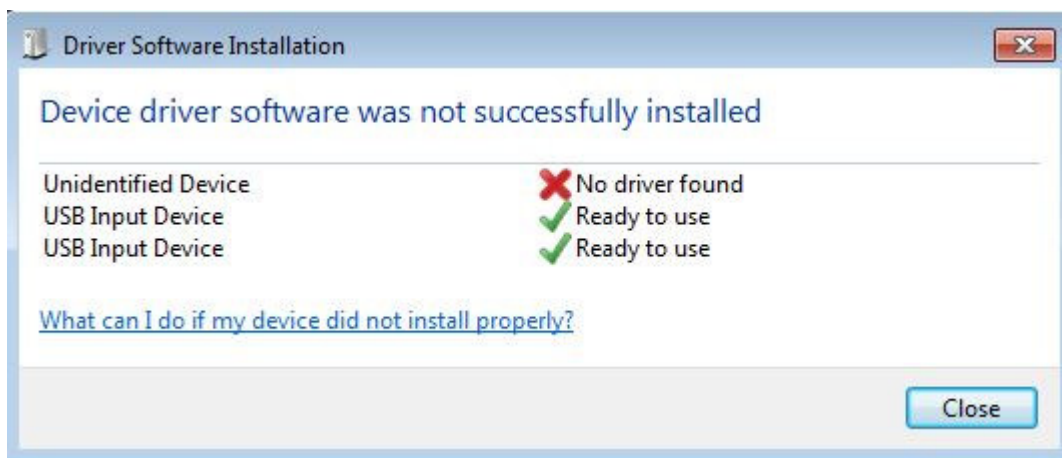 Driver Software Installation
Device driver software was not successfully installed
Unidentified Device No driver found
USB Input Device Ready to use
USB Input Device Ready to use
What can I do if my device did not install properly?
Close